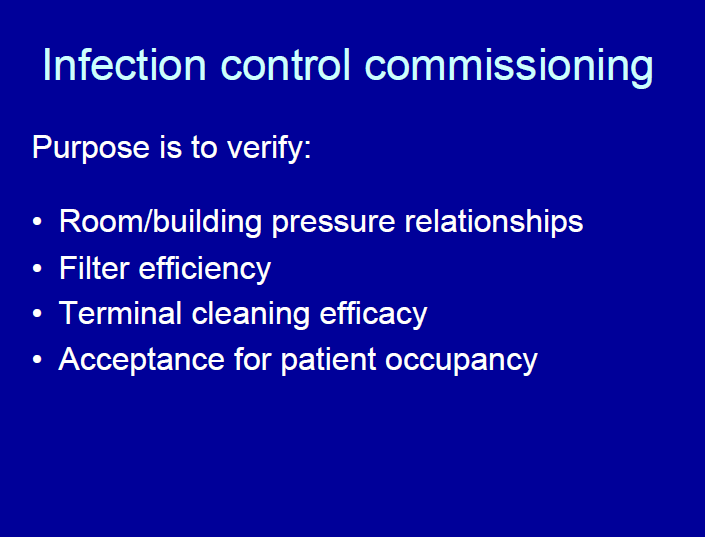 Infection control commissioning
Purpose is to verify:
• Room/building pressure relationships
• Filter efficiency
• Terminal cleaning efficacy
• Acceptance for patient occupancy